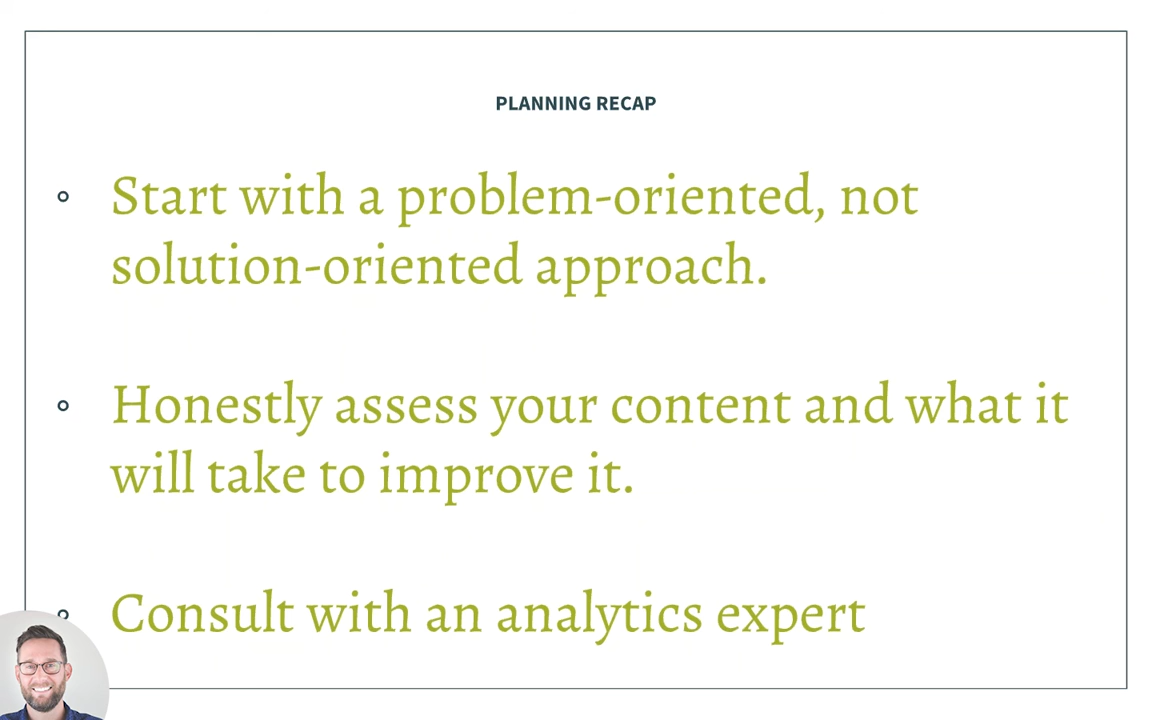 PLANNING RECAP
Start with a problem-oriented, not
solution-oriented approach.
Honestly assess your content and what it
will take to improve it.
Consult with an analytics expert